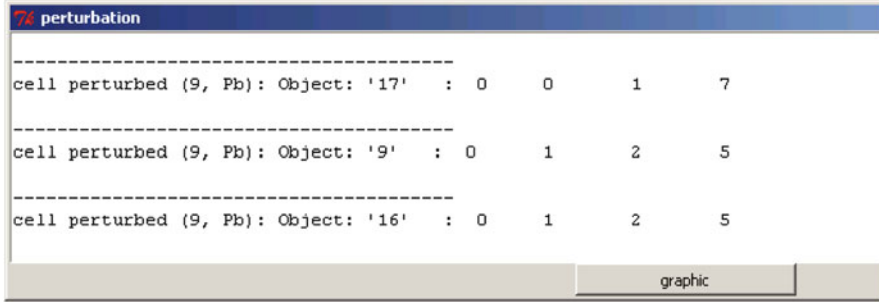 perturbation
----------------------------------------
cell perturbed (9, Pb): Object: '17' : 0 0 1 7
----------------------------------------
cell perturbed (9, Pb): Object: '9' : 0 1 2 5
----------------------------------------
cell perturbed (9, Pb): Object: '16' : 0 1 2 5
graphic